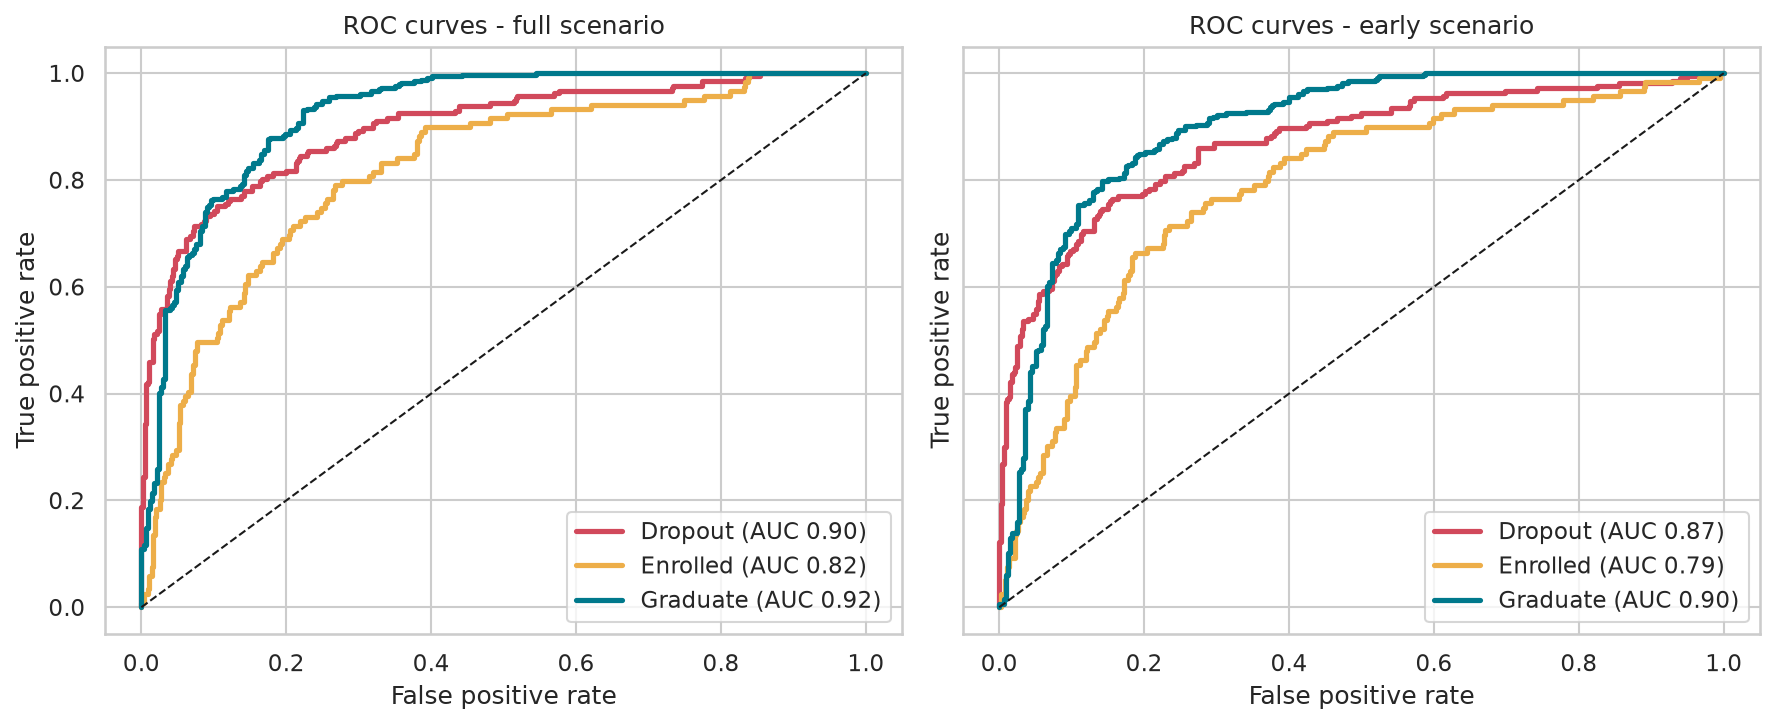 ROC curves - full scenario
True positive rate
1.0
0.8
0.6
0.4
0.2
0.0
Dropout (AUC 0.90)
Enrolled (AUC 0.82)
Graduate (AUC 0.92)
0.0 0.2 0.4 0.6 0.8 1.0
False positive rate
ROC curves - early scenario
True positive rate
Dropout (AUC 0.87)
Enrolled (AUC 0.79)
Graduate (AUC 0.90)
0.0 0.2 0.4 0.6 0.8 1.0
False positive rate